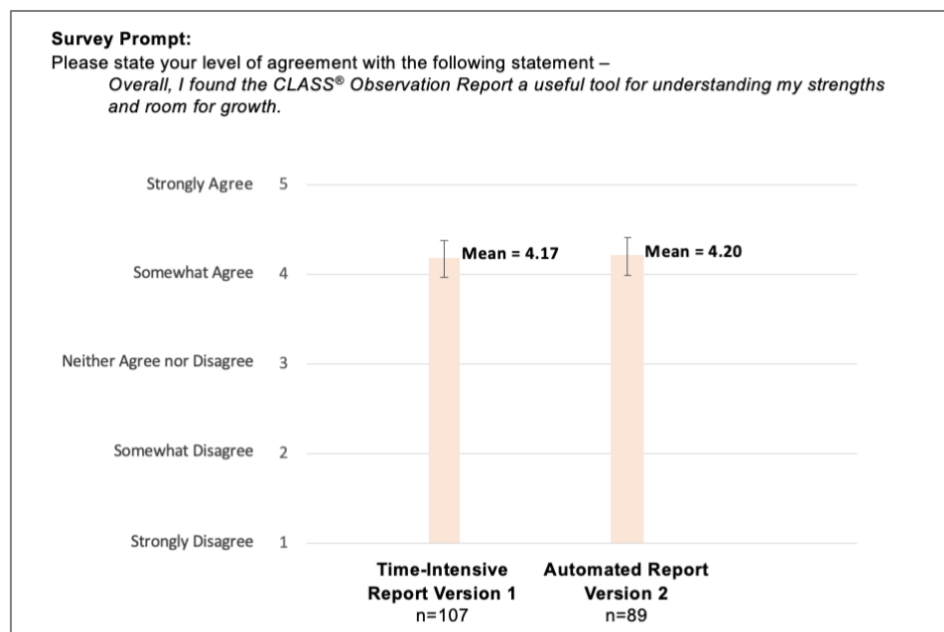 Survey Prompt:
Please state your level of agreement with the following statement –
Overall, I found the CLASS® Observation Report a useful tool for understanding my strengths
and room for growth.
Strongly Agree 5
Mean = 4.17
Mean = 4.20
Somewhat Agree 4
Neither Agree nor Disagree 3
Somewhat Disagree 2
Strongly Disagree 1
Time-Intensive
Report Version 1
n=107
Automated Report
Version 2
n=89